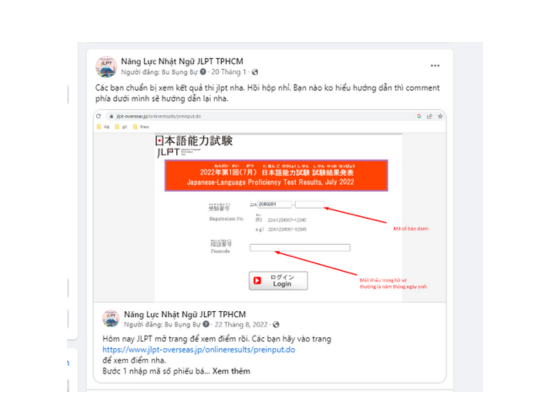 Năng Lực Nhật Ngữ JLPT TPHCM
Người đăng: Bu Bụng Bự · 20 Tháng 1 ·
Các bạn chuẩn bị xem kết quả thi jlpt nha. Hồi hộp nhỉ. Bạn nào ko hiểu hướng dẫn thì comment
phía dưới mình sẽ hướng dẫn lại nha.
jlpt-overseas.jp/onlineresults/preinput.do
日本語能力試験
JLPT
2022年第1回(7月) 日本語能力試験 試験結果発表
Japanese-Language Proficiency Test Results, July 2022
受験番号
Mã số báo danh
Registration No
Passcode
Mật khẩu trong hồ sơ
thường là năm tháng ngày sinh
ログイン
Login
Năng Lực Nhật Ngữ JLPT TPHCM
Người đăng: Bu Bụng Bự · 22 Tháng 8, 2022 ·
Hôm nay JLPT mở trang để xem điểm rồi. Các bạn hãy vào trang
https://www.jlpt-overseas.jp/onlineresults/preinput.do
để xem điểm nha.
Bước 1 nhập mã số phiếu bá... Xem thêm